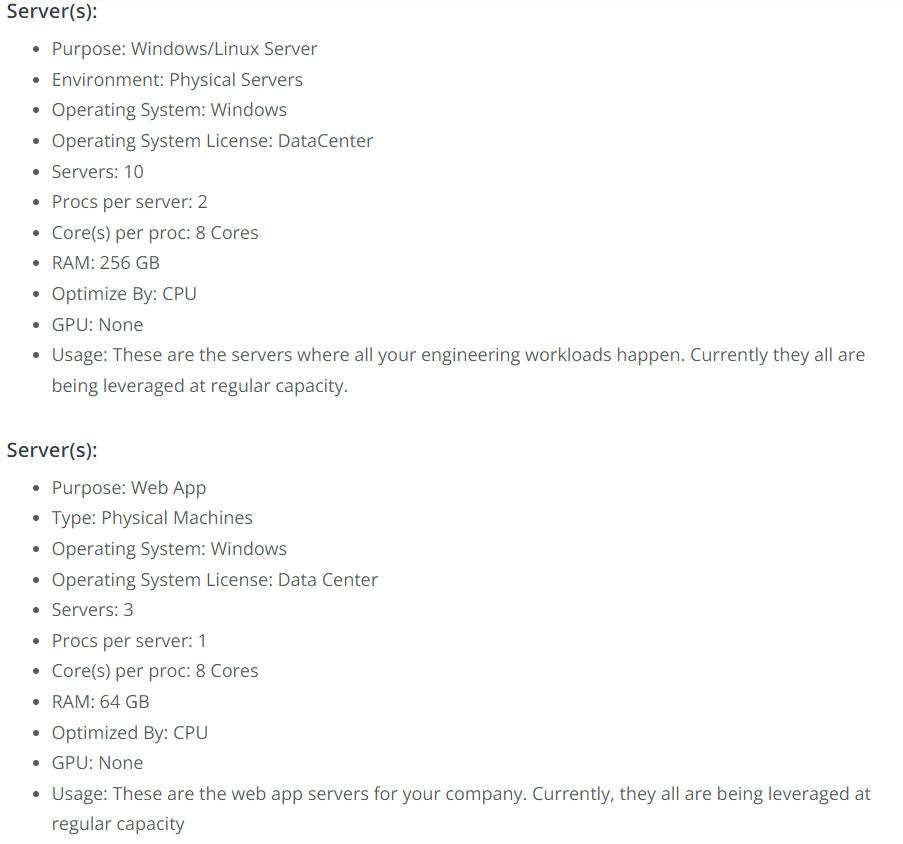 Server(s):
Purpose: Windows/Linux Server
Environment: Physical Servers
Operating System: Windows
Operating System License: DataCenter
Servers: 10
Procs per server: 2
Core(s) per proc: 8 Cores
RAM: 256 GB
Optimize By: CPU
GPU: None
Usage: These are the servers where all your engineering workloads happen. Currently they all are
being leveraged at regular capacity.
Server(s):
Purpose: Web App
Type: Physical Machines
Operating System: Windows
Operating System License: Data Center
Servers: 3
Procs per server: 1
Core(s) per proc: 8 Cores
RAM: 64 GB
Optimized By: CPU
GPU: None
Usage: These are the web app servers for your company. Currently, they all are being leveraged at
regular capacity